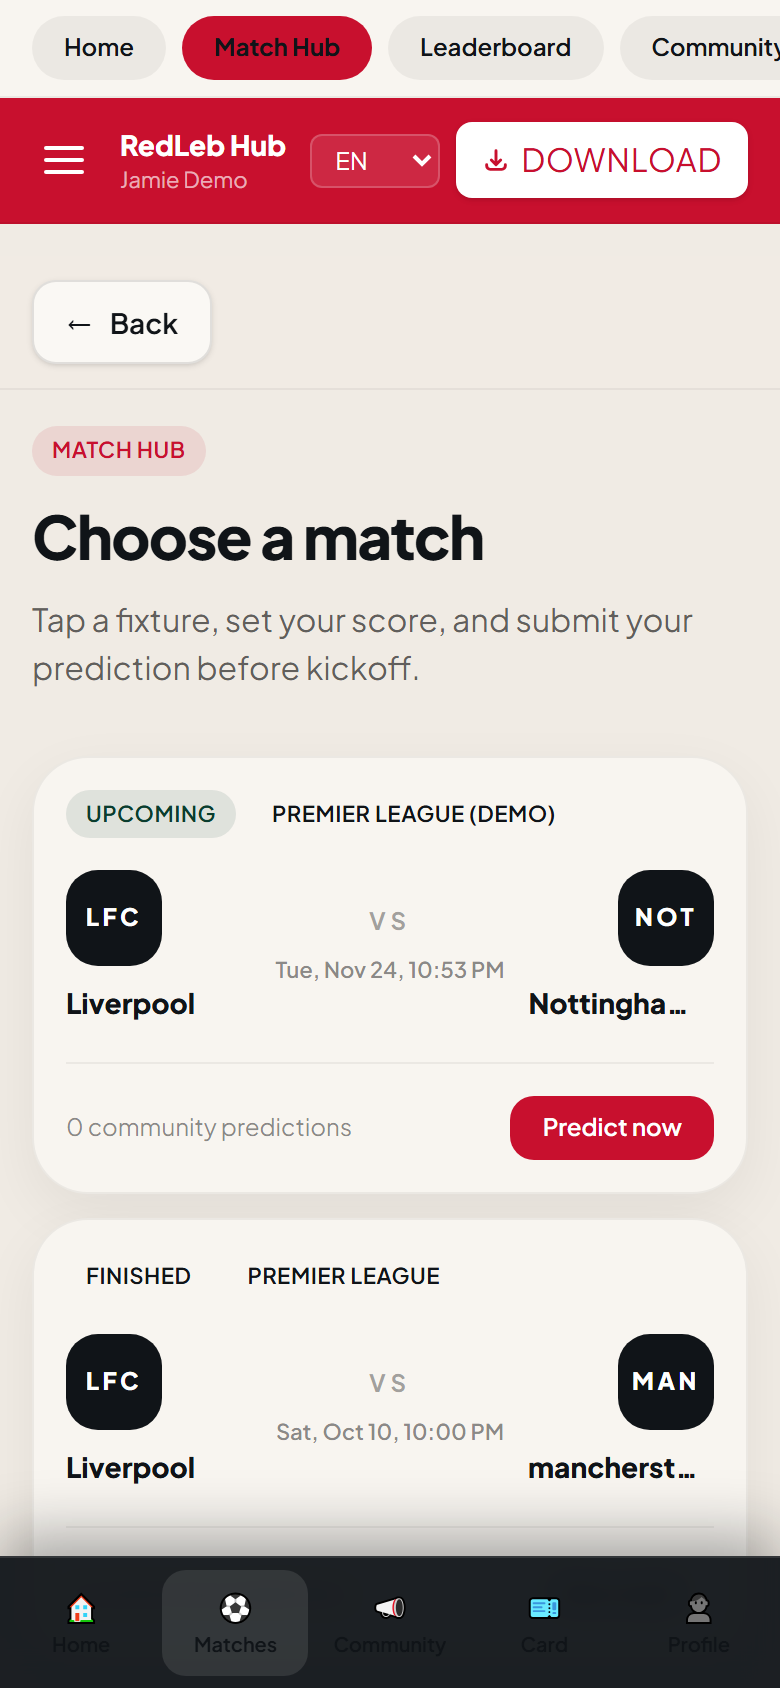 Home Match Hub Leaderboard Community
RedLeb Hub
Jamie Demo
EN
DOWNLOAD
← Back
MATCH HUB
Choose a match
Tap a fixture, set your score, and submit your
prediction before kickoff.
UPCOMING PREMIER LEAGUE (DEMO)
LFC VS NOT
Tue, Nov 24, 10:53 PM
Liverpool Nottingha...
0 community predictions Predict now
FINISHED PREMIER LEAGUE
LFC VS MAN
Sat, Oct 10, 10:00 PM
Liverpool mancherst...
Home Matches Community Card Profile